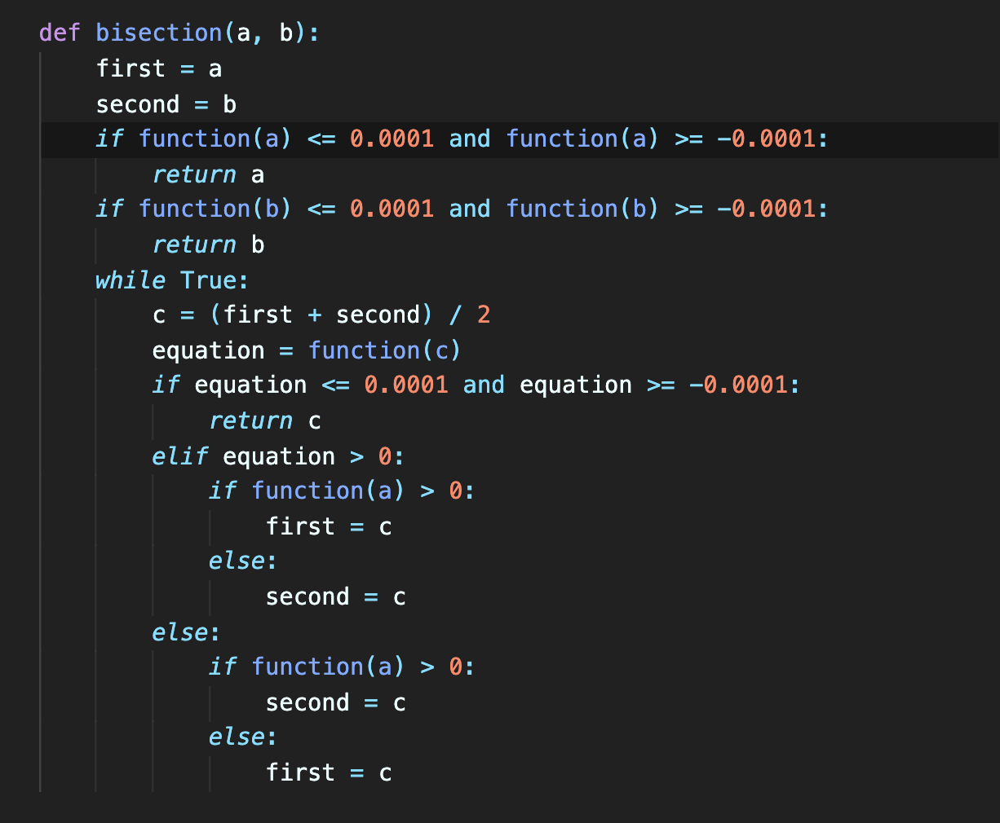 def bisection(a, b):
    first = a
    second = b
    if function(a) <= 0.0001 and function(a) >= -0.0001:
        return a
    if function(b) <= 0.0001 and function(b) >= -0.0001:
        return b
    while True:
        c = (first + second) / 2
        equation = function(c)
        if equation <= 0.0001 and equation >= -0.0001:
            return c
        elif equation > 0:
            if function(a) > 0:
                first = c
            else:
                second = c
        else:
            if function(a) > 0:
                second = c
            else:
                first = c